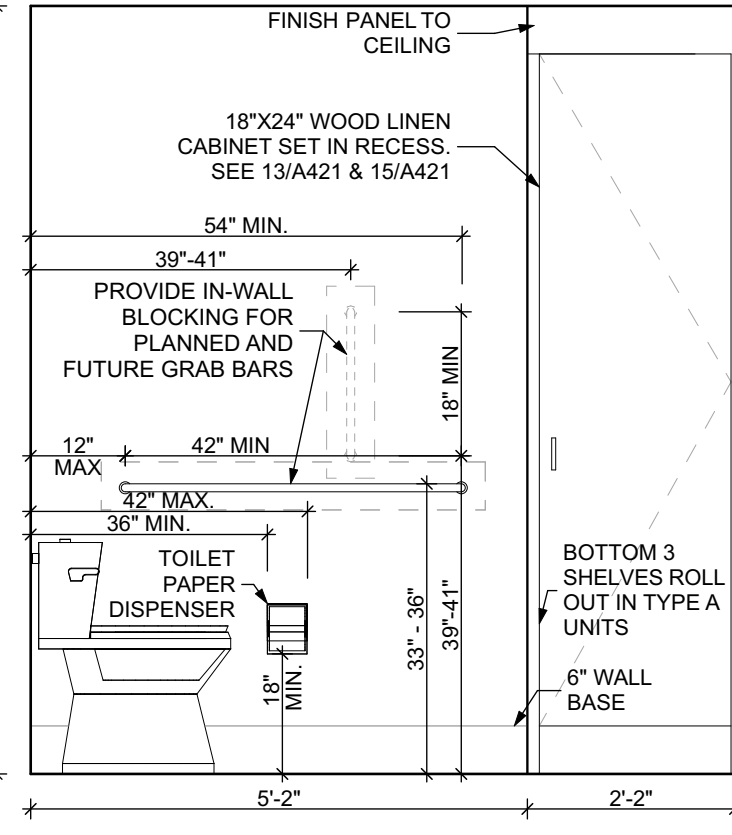 FINISH PANEL TO
CEILING
18"X24" WOOD LINEN
CABINET SET IN RECESS.
SEE 13/A421 & 15/A421
54" MIN.
39"-41"
PROVIDE IN-WALL
BLOCKING FOR
PLANNED AND
FUTURE GRAB BARS
18" MIN
12"
MAX
42" MIN
42" MAX.
36" MIN.
TOILET
PAPER
DISPENSER
BOTTOM 3
SHELVES ROLL
OUT IN TYPE A
UNITS
33" - 36"
39"-41"
18"
MIN.
6" WALL
BASE
5'-2"
2'-2"